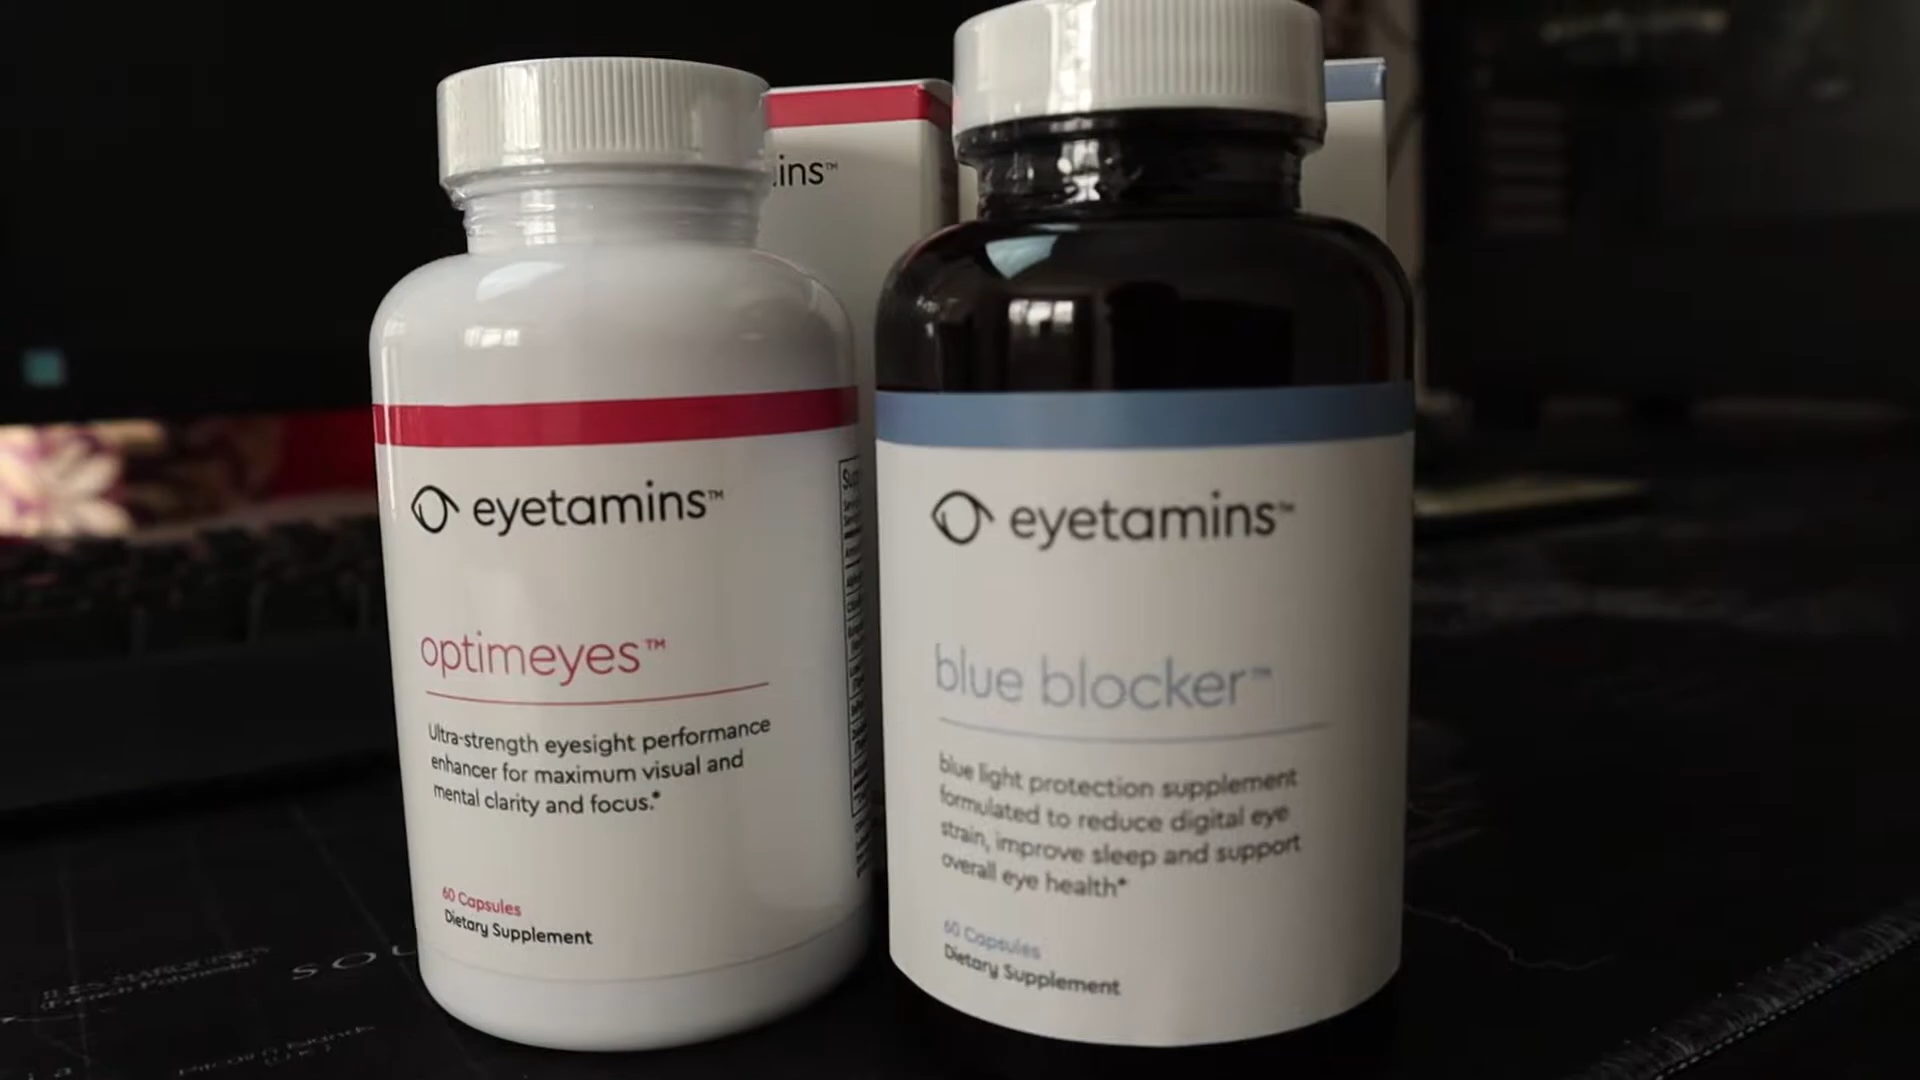 ins™
eyetamins™
optimeyes™
Ultra-strength eyesight performance
enhancer for maximum visual and
mental clarity and focus.*
60 Capsules
Dietary Supplement
eyetamins™
blue blocker™
blue light protection supplement
formulated to reduce digital eye
strain, improve sleep and support
overall eye health*
60 Capsules
Dietary Supplement